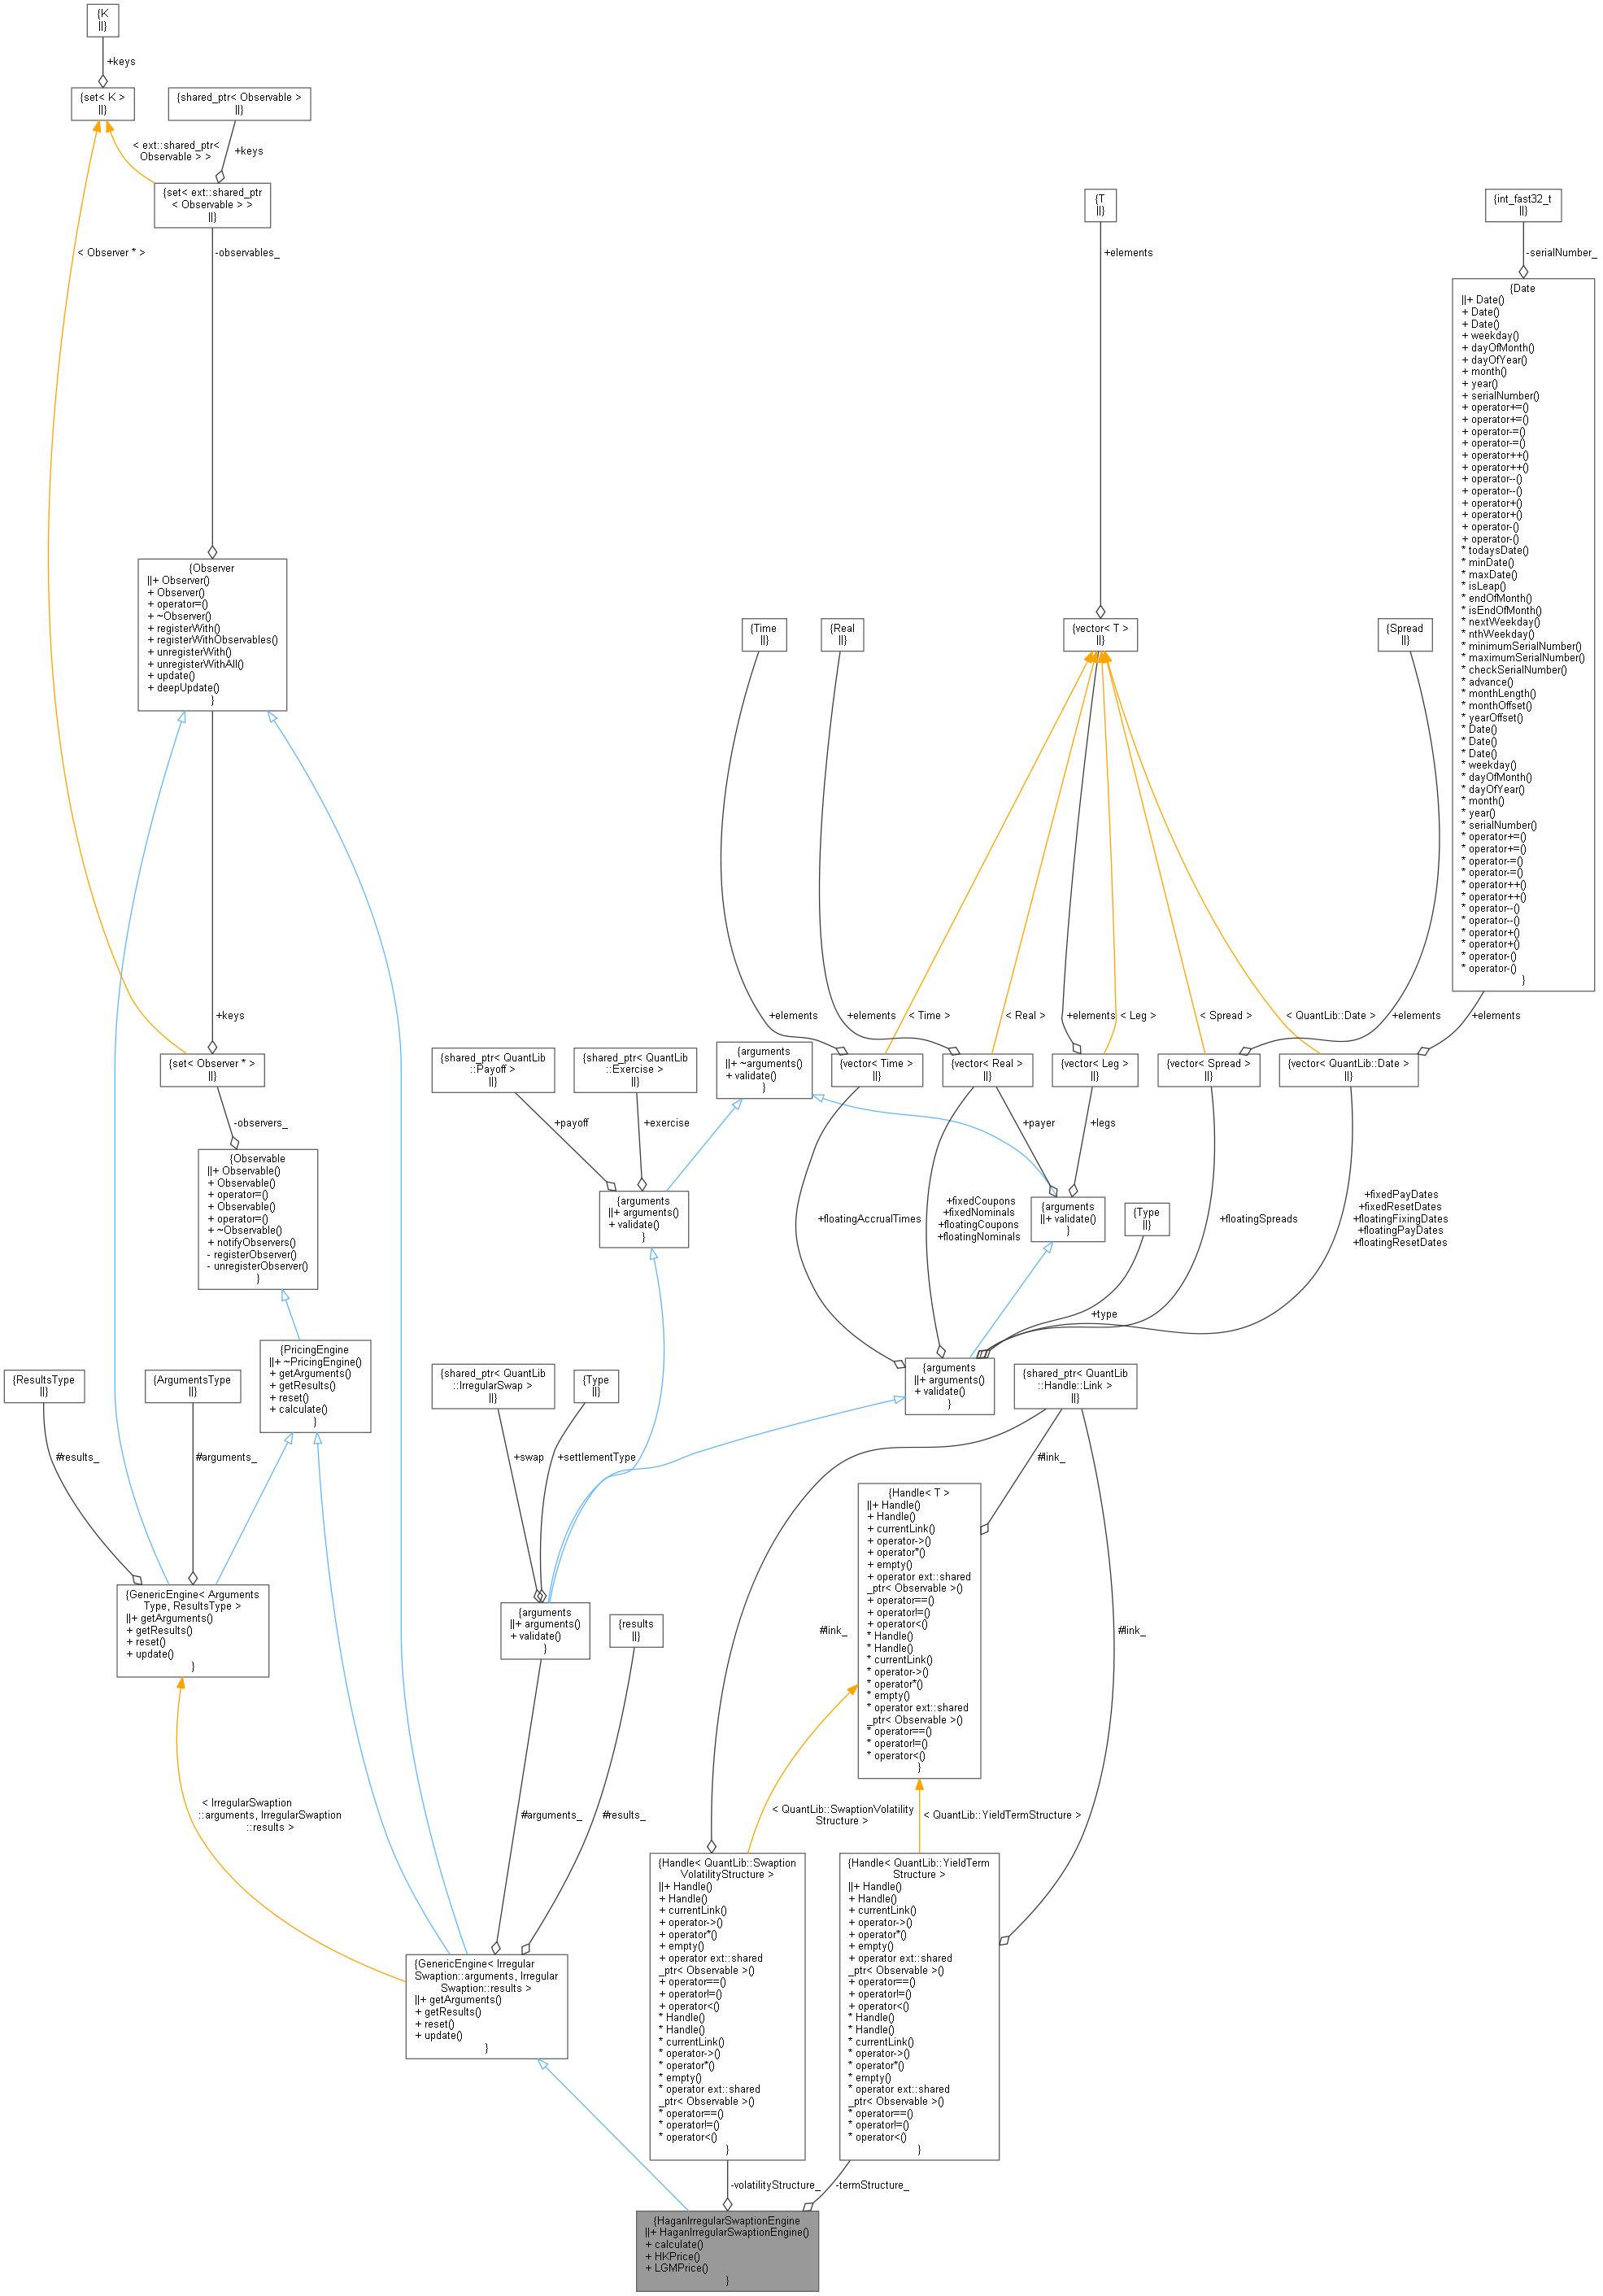 {K
||}
+keys
{set< K >
||}
{shared_ptr< Observable >
||}
< ext::shared_ptr<
Observable > >
+keys
{set< ext::shared_ptr
< Observable > >
||}
< Observer * >
-observables_
{T
||}
+elements
{int_fast32_t
||}
-serialNumber_
{Date
||+ Date()
+ Date()
+ Date()
+ weekday()
+ dayOfMonth()
+ dayOfYear()
+ month()
+ year()
+ serialNumber()
+ operator+=()
+ operator+=()
+ operator-=()
+ operator-=()
+ operator++()
+ operator++()
+ operator--()
+ operator--()
+ operator+()
+ operator+()
+ operator-()
+ operator-()
* todaysDate()
* minDate()
* maxDate()
* isLeap()
* endOfMonth()
* isEndOfMonth()
* nextWeekday()
* nthWeekday()
* minimumSerialNumber()
* maximumSerialNumber()
* checkSerialNumber()
* advance()
* monthLength()
* monthOffset()
* yearOffset()
* Date()
* Date()
* Date()
* weekday()
* dayOfMonth()
* dayOfYear()
* month()
* year()
* serialNumber()
* operator+=()
* operator+=()
* operator-=()
* operator-=()
* operator++()
* operator++()
* operator--()
* operator--()
* operator+()
* operator+()
* operator-()
* operator-()
}
{Observer
||+ Observer()
+ Observer()
+ operator=()
+ ~Observer()
+ registerWith()
+ registerWithObservables()
+ unregisterWith()
+ unregisterWithAll()
+ update()
+ deepUpdate()
}
{Time
||}
{Real
||}
{vector< T >
||}
{Spread
||}
+keys
+elements
+elements
< Time >
< Real >
+elements
< Leg >
< Spread >
< QuantLib::Date >
+elements
+elements
{set< Observer * >
||}
{shared_ptr< QuantLib
::Payoff >
||}
{shared_ptr< QuantLib
::Exercise >
||}
{arguments
||+ ~arguments()
+ validate()
}
{vector< Time >
||}
{vector< Real >
||}
{vector< Leg >
||}
{vector< Spread >
||}
{vector< QuantLib::Date >
||}
-observers_
+payoff
+exercise
+payer
+legs
{Observable
||+ Observable()
+ Observable()
+ operator=()
+ Observable()
+ operator=()
+ ~Observable()
+ notifyObservers()
- registerObserver()
- unregisterObserver()
}
{arguments
||+ arguments()
+ validate()
}
+floatingAccrualTimes
+fixedCoupons
+fixedNominals
+floatingCoupons
+floatingNominals
{arguments
||+ validate()
}
{Type
||}
+floatingSpreads
+fixedPayDates
+fixedResetDates
+floatingFixingDates
+floatingPayDates
+floatingResetDates
+type
{PricingEngine
||+ ~PricingEngine()
+ getArguments()
+ getResults()
+ reset()
+ calculate()
}
{ResultsType
||}
{ArgumentsType
||}
{shared_ptr< QuantLib
::IrregularSwap >
||}
{Type
||}
{arguments
||+ arguments()
+ validate()
}
{shared_ptr< QuantLib
::Handle::Link >
||}
#results_
#arguments_
+swap
+settlementType
#link_
{Handle< T >
||+ Handle()
+ Handle()
+ currentLink()
+ operator->()
+ operator*()
+ empty()
+ operator ext::shared
_ptr< Observable >()
+ operator==()
+ operator!=()
+ operator<()
* Handle()
* Handle()
* currentLink()
* operator->()
* operator*()
* empty()
* operator ext::shared
_ptr< Observable >()
* operator==()
* operator!=()
* operator<()
}
{GenericEngine< Arguments
Type, ResultsType >
||+ getArguments()
+ getResults()
+ reset()
+ update()
}
{arguments
||+ arguments()
+ validate()
}
{results
||}
#link_
#link_
< IrregularSwaption
::arguments, IrregularSwaption
::results >
#arguments_
#results_
< QuantLib::SwaptionVolatility
Structure >
< QuantLib::YieldTermStructure >
{Handle< QuantLib::Swaption
VolatilityStructure >
||+ Handle()
+ Handle()
+ currentLink()
+ operator->()
+ operator*()
+ empty()
+ operator ext::shared
_ptr< Observable >()
+ operator==()
+ operator!=()
+ operator<()
* Handle()
* Handle()
* currentLink()
* operator->()
* operator*()
* empty()
* operator ext::shared
_ptr< Observable >()
* operator==()
* operator!=()
* operator<()
}
{Handle< QuantLib::YieldTerm
Structure >
||+ Handle()
+ Handle()
+ currentLink()
+ operator->()
+ operator*()
+ empty()
+ operator ext::shared
_ptr< Observable >()
+ operator==()
+ operator!=()
+ operator<()
* Handle()
* Handle()
* currentLink()
* operator->()
* operator*()
* empty()
* operator ext::shared
_ptr< Observable >()
* operator==()
* operator!=()
* operator<()
}
{GenericEngine< Irregular
Swaption::arguments, Irregular
Swaption::results >
||+ getArguments()
+ getResults()
+ reset()
+ update()
}
-volatilityStructure_
-termStructure_
{HaganIrregularSwaptionEngine
||+ HaganIrregularSwaptionEngine()
+ calculate()
+ HKPrice()
+ LGMPrice()
}